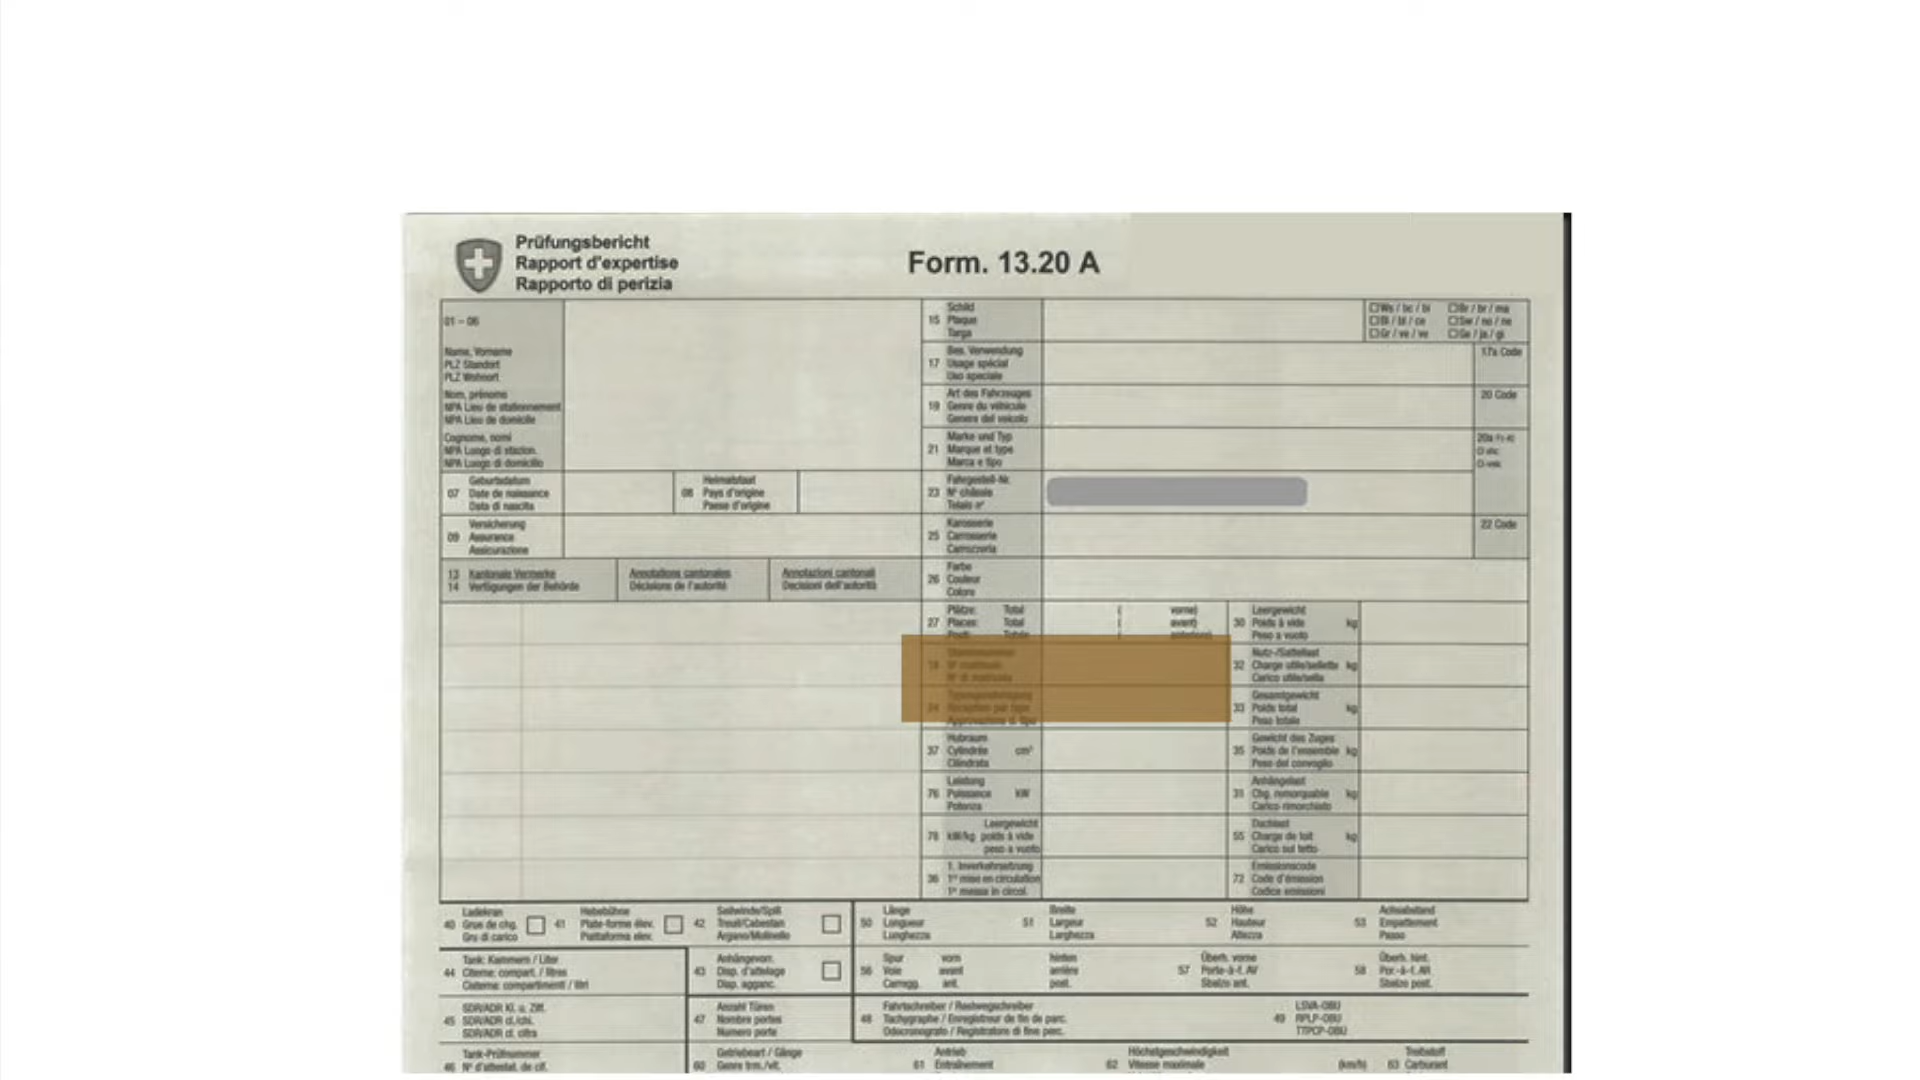 Prüfungsbericht
Rapport d'expertise
Rapporto di perizia
Form. 13.20 A
01 – 06
Name, Vorname
PLZ Standort
PLZ Wohnort
Nom, prénoms
NPA Lieu de stationnement
NPA Lieu de domicile
Cognome, nomi
NPA Luogo di stazion.
NPA Luogo di domicilio
07 Geburtsdatum
Date de naissance
Data di nascita
08 Heimatstaat
Pays d'origine
Paese d'origine
09 Versicherung
Assurance
Assicurazione
13 Kantonale Vermerke
14 Verfügungen der Behörde
Annotations cantonales
Décisions de l'autorité
Annotazioni cantonali
Decisioni dell'autorità
15 Schild
Plaque
Targa
Ws / bc / bi
Bl / bl / ce
Gr / ve / ve
Br / br / ma
Sw / no / ne
Ge / ja / gi
17 Bes. Verwendung
Usage spécial
Uso speciale
17a Code
19 Art des Fahrzeuges
Genre du véhicule
Genere del veicolo
20 Code
21 Marke und Typ
Marque et type
Marca e tipo
20a
23 Fahrgestell-Nr.
N° châssis
Telaio n°
25 Karosserie
Carrosserie
Carrozzeria
22 Code
26 Farbe
Couleur
Colore
27 Plätze: Total ( vorne)
Places: Total ( avant)
Posti: Totale ( anteriori)
30 Leergewicht
Poids à vide kg
Peso a vuoto
18 Stammnummer
N° matricule
N° di matricola
32 Nutz-/Sattellast
Charge utile/sellette kg
Carico utile/sella
24 Typengenehmigung
Réception par type
Approvazione d. tipo
33 Gesamtgewicht
Poids total kg
Peso totale
37 Hubraum
Cylindrée cm³
Cilindrata
35 Gewicht des Zuges
Poids de l'ensemble kg
Peso del convoglio
76 Leistung
Puissance kW
Potenza
31 Anhängelast
Chg. remorquable kg
Carico rimorchiato
78 Leergewicht
kW/kg poids à vide
peso a vuoto
55 Dachlast
Charge de toit kg
Carico sul tetto
36 1. Inverkehrsetzung
1re mise en circulation
1a messa in circol.
72 Emissionscode
Code d'émission
Codice emissioni
40 Ladekran
Grue de chg.
Gru di carico
41 Hebebühne
Plate-forme élev.
Piattaforma elev.
42 Seilwinde/Spill
Treuil/Cabestan
Argano/Molinello
50 Länge
Longueur
Lunghezza
51 Breite
Largeur
Larghezza
52 Höhe
Hauteur
Altezza
53 Achsabstand
Empattement
Passo
44 Tank: Kammern / Liter
Citerne: compart. / litres
Cisterna: compartimenti / litri
43 Anhängevorr.
Disp. d'attelage
Disp. agganc.
56 Spur vorn
Voie avant
Carregg. ant.
hinten
arrière
post.
57 Überh. vorne
Porte-à-f. AV
Sbalzo ant.
58 Überh. hint.
Por.-à-f. AR
Sbalzo post.
45 SDR/ADR Kl. u. Ziff.
SDR/ADR cl./chi.
SDR/ADR cl. cifra
47 Anzahl Türen
Nombre portes
Numero porte
48 Fahrtschreiber / Restwegschreiber
Tachygraphe / Enregistreur de fin de parc.
Odocronografo / Registratore di fine perc.
49 LSVA-OBU
RPLP-OBU
TTPCP-OBU
46 Tank-Prüfnummer
N° d'attestat. de cit.
60 Getriebeart / Gänge
Genre trm./vit.
61 Antrieb
Entraînement
62 Höchstgeschwindigkeit
Vitesse maximale (km/h)
63 Treibstoff
Carburant